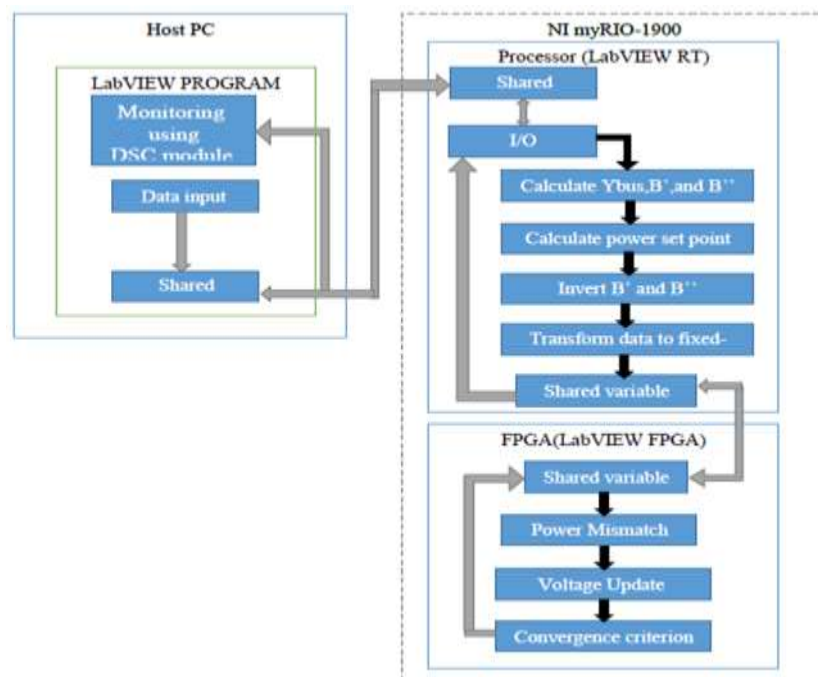 Host PC
LabVIEW PROGRAM
Monitoring
using
DSC module
Data input
Shared
NI myRIO-1900
Processor (LabVIEW RT)
Shared
I/O
Calculate Ybus,B',and B''
Calculate power set point
Invert B' and B''
Transform data to fixed-
Shared variable
FPGA(LabVIEW FPGA)
Shared variable
Power Mismatch
Voltage Update
Convergence criterion